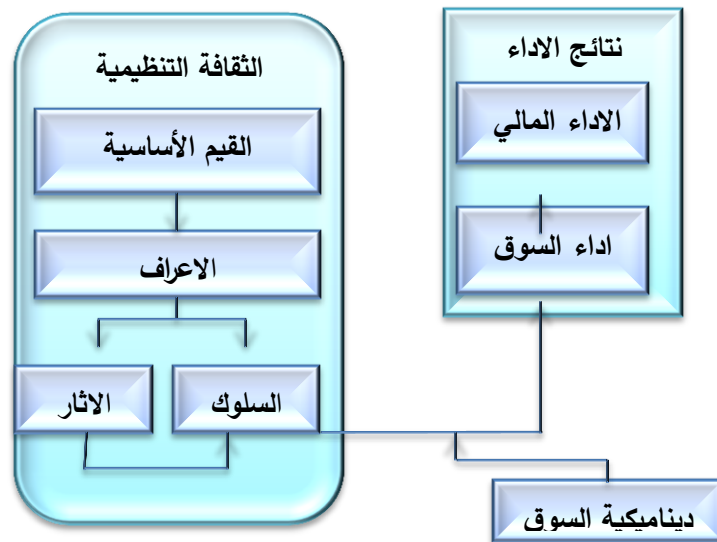 الثقافة التنظيمية
القيم الأساسية
الاعراف
السلوك
الاثار
نتائج الاداء
الاداء المالي
اداء السوق
ديناميكية السوق